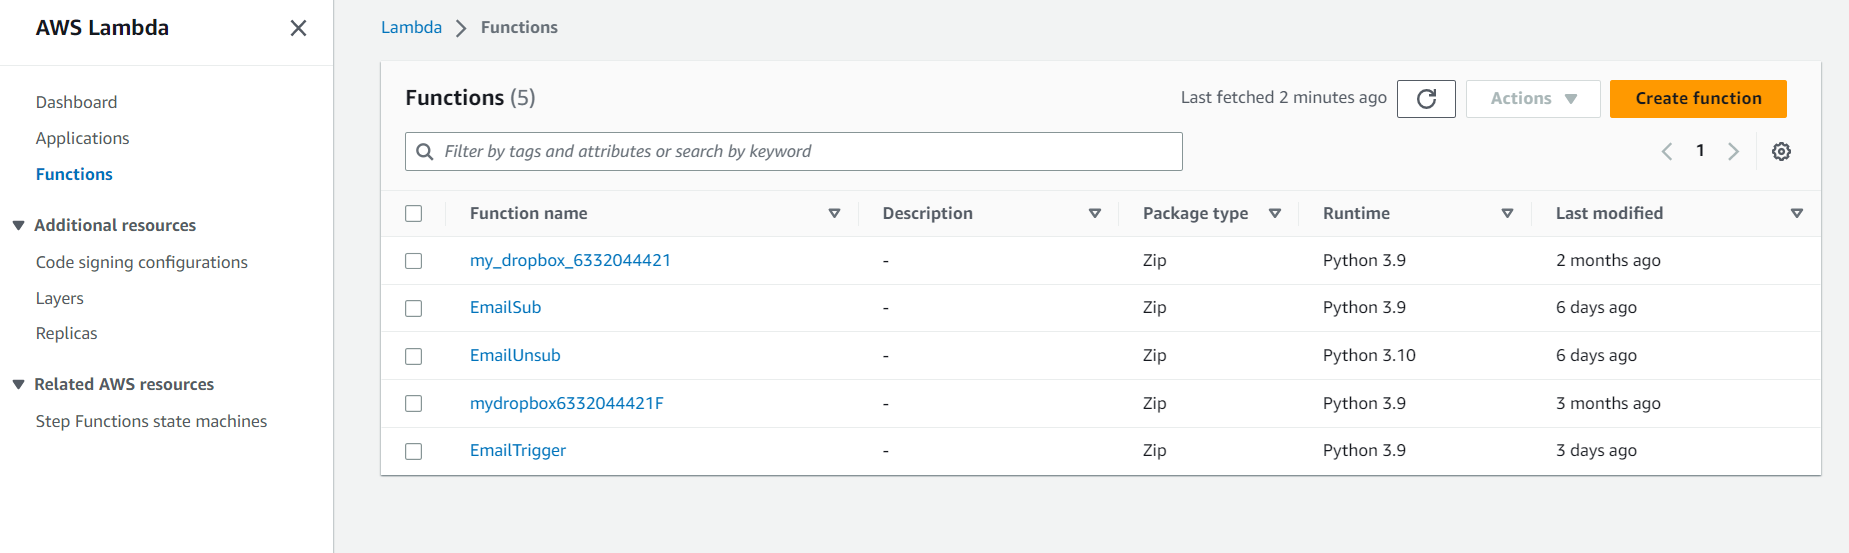 AWS Lambda
Dashboard
Applications
Functions
Additional resources
Code signing configurations
Layers
Replicas
Related AWS resources
Step Functions state machines
Lambda Functions
Functions (5) Last fetched 2 minutes ago Actions Create function
Filter by tags and attributes or search by keyword 1
Function name Description Package type Runtime Last modified
my_dropbox_6332044421 - Zip Python 3.9 2 months ago
EmailSub - Zip Python 3.9 6 days ago
EmailUnsub - Zip Python 3.10 6 days ago
mydropbox6332044421F - Zip Python 3.9 3 months ago
EmailTrigger - Zip Python 3.9 3 days ago